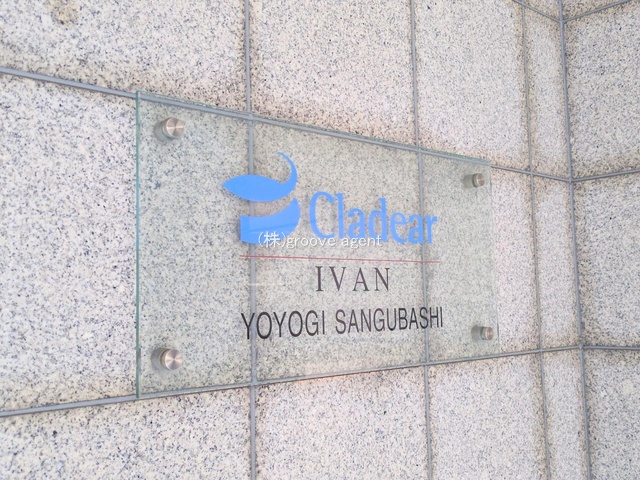 Cladear
(株)groove agent
IVAN
YOYOGI SANGUBASHI